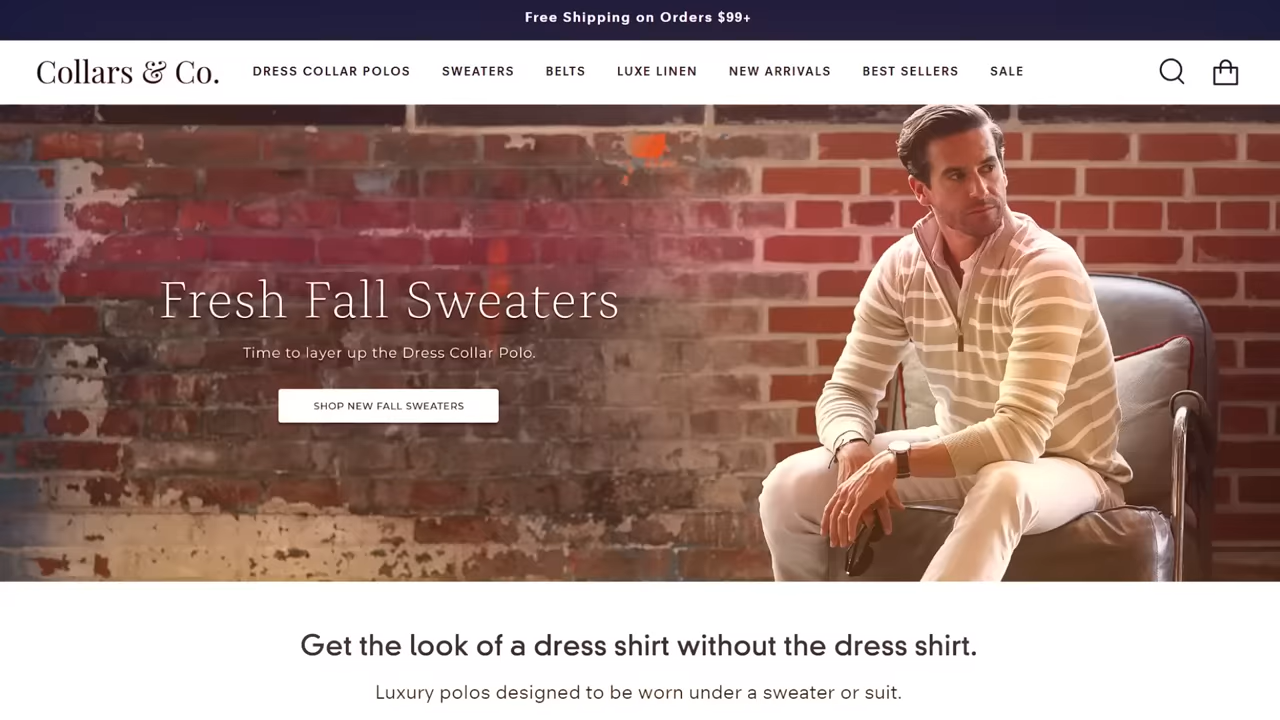 Free Shipping on Orders $99+
Collars & Co.
DRESS COLLAR POLOS
SWEATERS
BELTS
LUXE LINEN
NEW ARRIVALS
BEST SELLERS
SALE
Fresh Fall Sweaters
Time to layer up the Dress Collar Polo.
SHOP NEW FALL SWEATERS
Get the look of a dress shirt without the dress shirt.
Luxury polos designed to be worn under a sweater or suit.